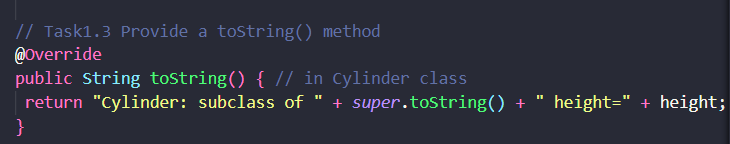 // Task1.3 Provide a toString() method
@Override
public String toString() { // in Cylinder class
return "Cylinder: subclass of " + super.toString() + " height=" + height;
}